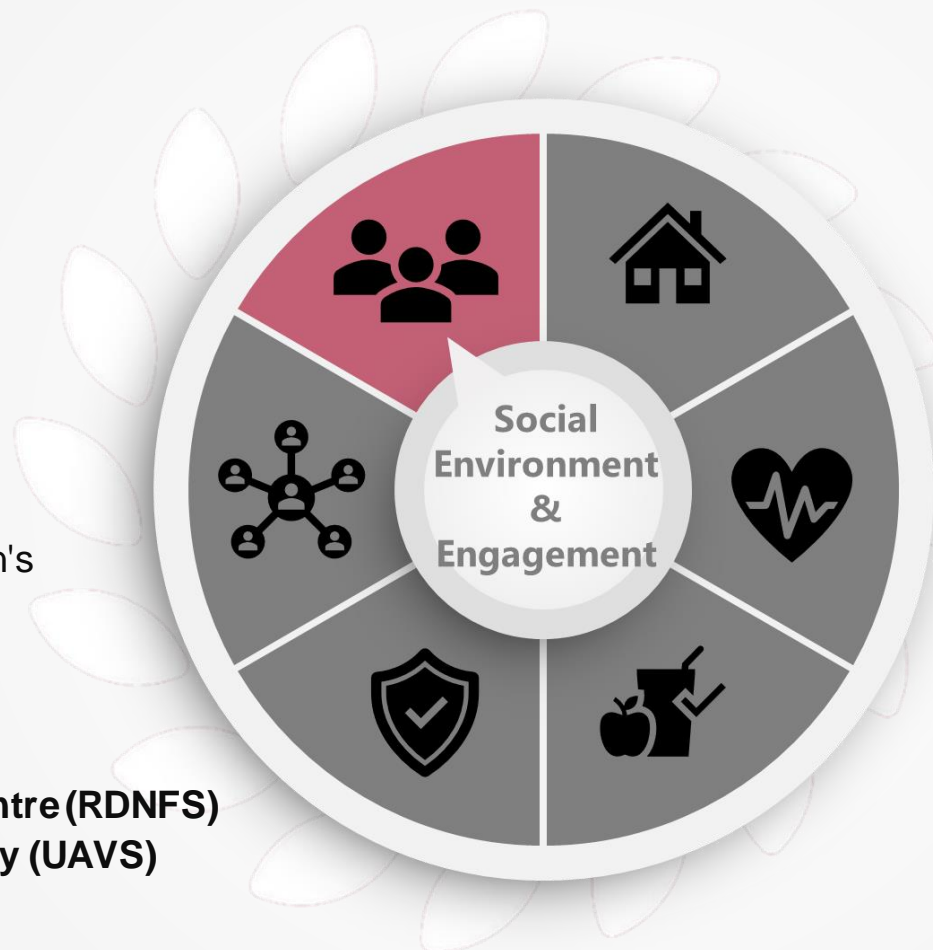 Social
Environment
&
Engagement
n's
ntre (RDNFS)
y (UAVS)